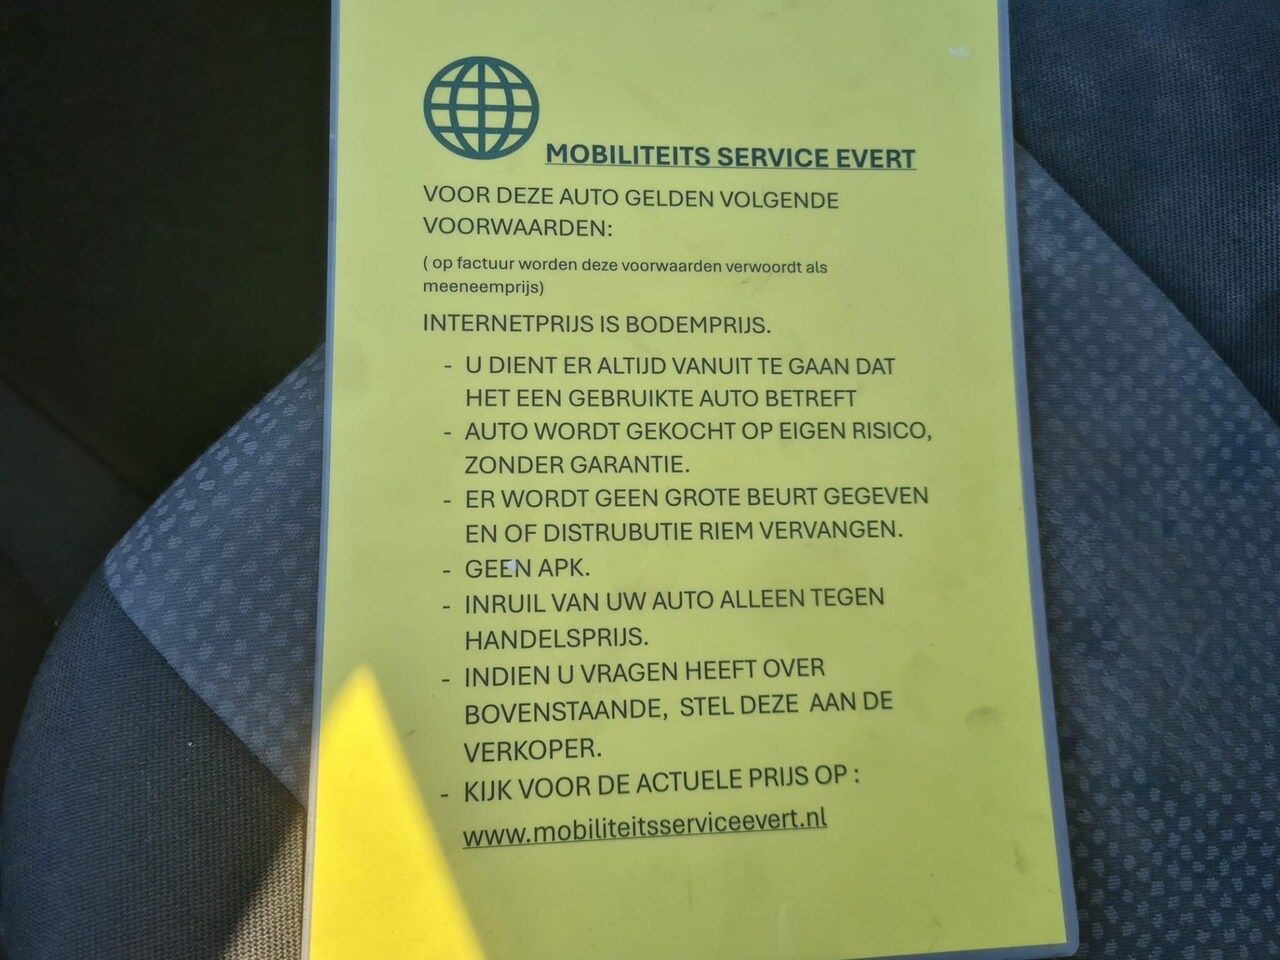 MOBILITEITS SERVICE EVERT
VOOR DEZE AUTO GELDEN VOLGENDE
VOORWAARDEN:
( op factuur worden deze voorwaarden verwoordt als
meeneemprijs)
INTERNETPRIJS IS BODEMPRIJS.
- U DIENT ER ALTIJD VANUIT TE GAAN DAT
HET EEN GEBRUIKTE AUTO BETREFT
- AUTO WORDT GEKOCHT OP EIGEN RISICO,
ZONDER GARANTIE.
- ER WORDT GEEN GROTE BEURT GEGEVEN
EN OF DISTRUBUTIE RIEM VERVANGEN.
- GEEN APK.
- INRUIL VAN UW AUTO ALLEEN TEGEN
HANDELSPRIJS.
- INDIEN U VRAGEN HEEFT OVER
BOVENSTAANDE, STEL DEZE AAN DE
VERKOPER.
- KIJK VOOR DE ACTUELE PRIJS OP :
www.mobiliteitsserviceevert.nl